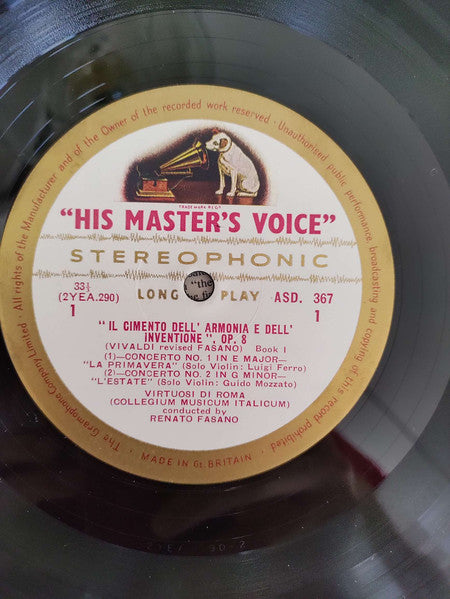 All rights of the Manufacturer and of the Owner of the recorded work reserved · Unauthorised public performance, broadcasting and copying of this record prohibited
TRADE MARK REGD
"HIS MASTER'S VOICE"
STEREOPHONIC
33⅓
(2YEA.290)
1
LONG PLAY
ASD. 367
1
"the
"IL CIMENTO DELL' ARMONIA E DELL'
INVENTIONE", OP. 8
(VIVALDI revised FASANO) Book I
(1)—CONCERTO NO. 1 IN E MAJOR—
"LA PRIMAVERA" (Solo Violin: Luigi Ferro)
(2)—CONCERTO NO. 2 IN G MINOR—
"L'ESTATE" (Solo Violin: Guido Mozzato)
VIRTUOSI DI ROMA
(COLLEGIUM MUSICUM ITALICUM)
conducted by
RENATO FASANO
The Gramophone Company Limited.
MADE IN Gt. BRITAIN